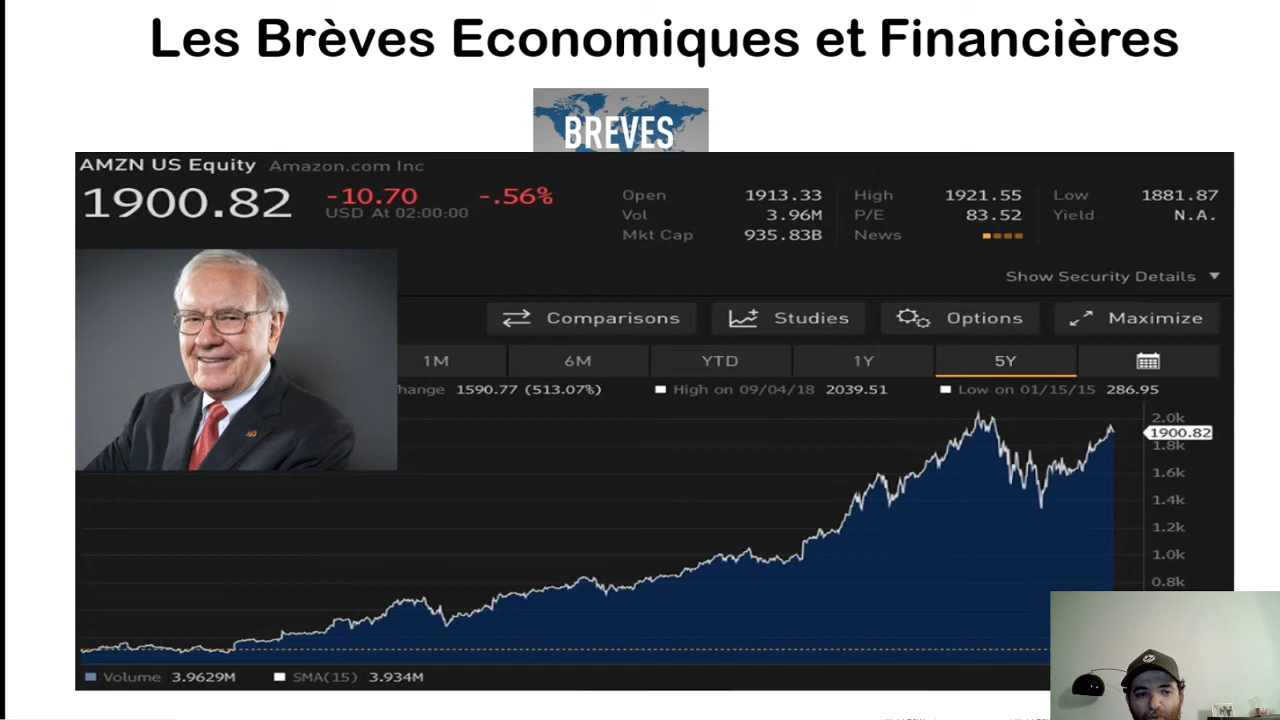 Les Brèves Economiques et Financières
BREVES
AMZN US Equity Amazon.com Inc
1900.82 -10.70 -.56%
USD At 02:00:00
Open 1913.33 High 1921.55 Low 1881.87
Vol 3.96M P/E 83.52 Yield N.A.
Mkt Cap 935.83B News
Show Security Details
Comparisons Studies Options Maximize
1M 6M YTD 1Y 5Y
hange 1590.77 (513.07%) High on 09/04/18 2039.51 Low on 01/15/15 286.95
2.0k
1900.82
1.8k
1.6k
1.4k
1.2k
1.0k
0.8k
Volume 3.9629M SMA(15) 3.934M